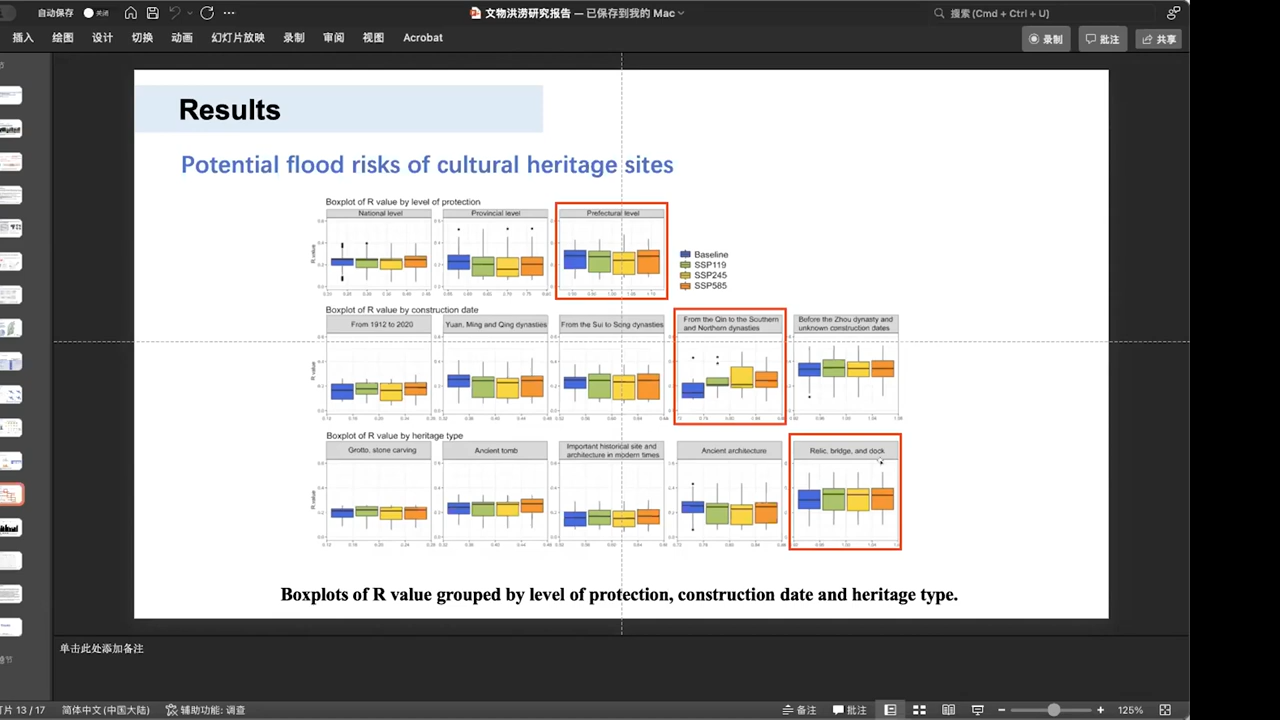 自动保存 关闭
文物洪涝研究报告 — 已保存到我的 Mac
搜索 (Cmd + Ctrl + U)
插入 绘图 设计 切换 动画 幻灯片放映 录制 审阅 视图 Acrobat
录制 批注 共享
Results
Potential flood risks of cultural heritage sites
Boxplot of R value by level of protection
National level Provincial level Prefectural level
R value
Baseline
SSP119
SSP245
SSP585
Boxplot of R value by construction date
From 1912 to 2020 Yuan, Ming and Qing dynasties From the Sui to Song dynasties From the Qin to the Southern and Northern dynasties Before the Zhou dynasty and unknown construction dates
R value
Boxplot of R value by heritage type
Grotto, stone carving Ancient tomb Important historical site and architecture in modern times Ancient architecture Relic, bridge, and dock
R value
Boxplots of R value grouped by level of protection, construction date and heritage type.
单击此处添加备注
灯片 13 / 17 简体中文 (中国大陆) 辅助功能: 调查 备注 批注 125%